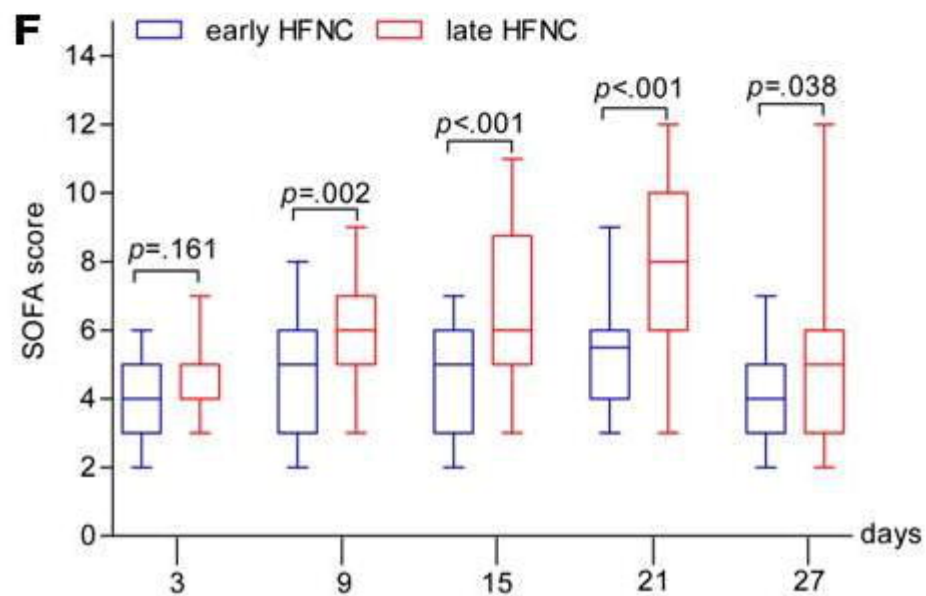 F
early HFNC late HFNC
14
12
10
8
6
4
2
0
SOFA score
p=.161
p=.002
p<.001
p<.001
p=.038
days
3 9 15 21 27